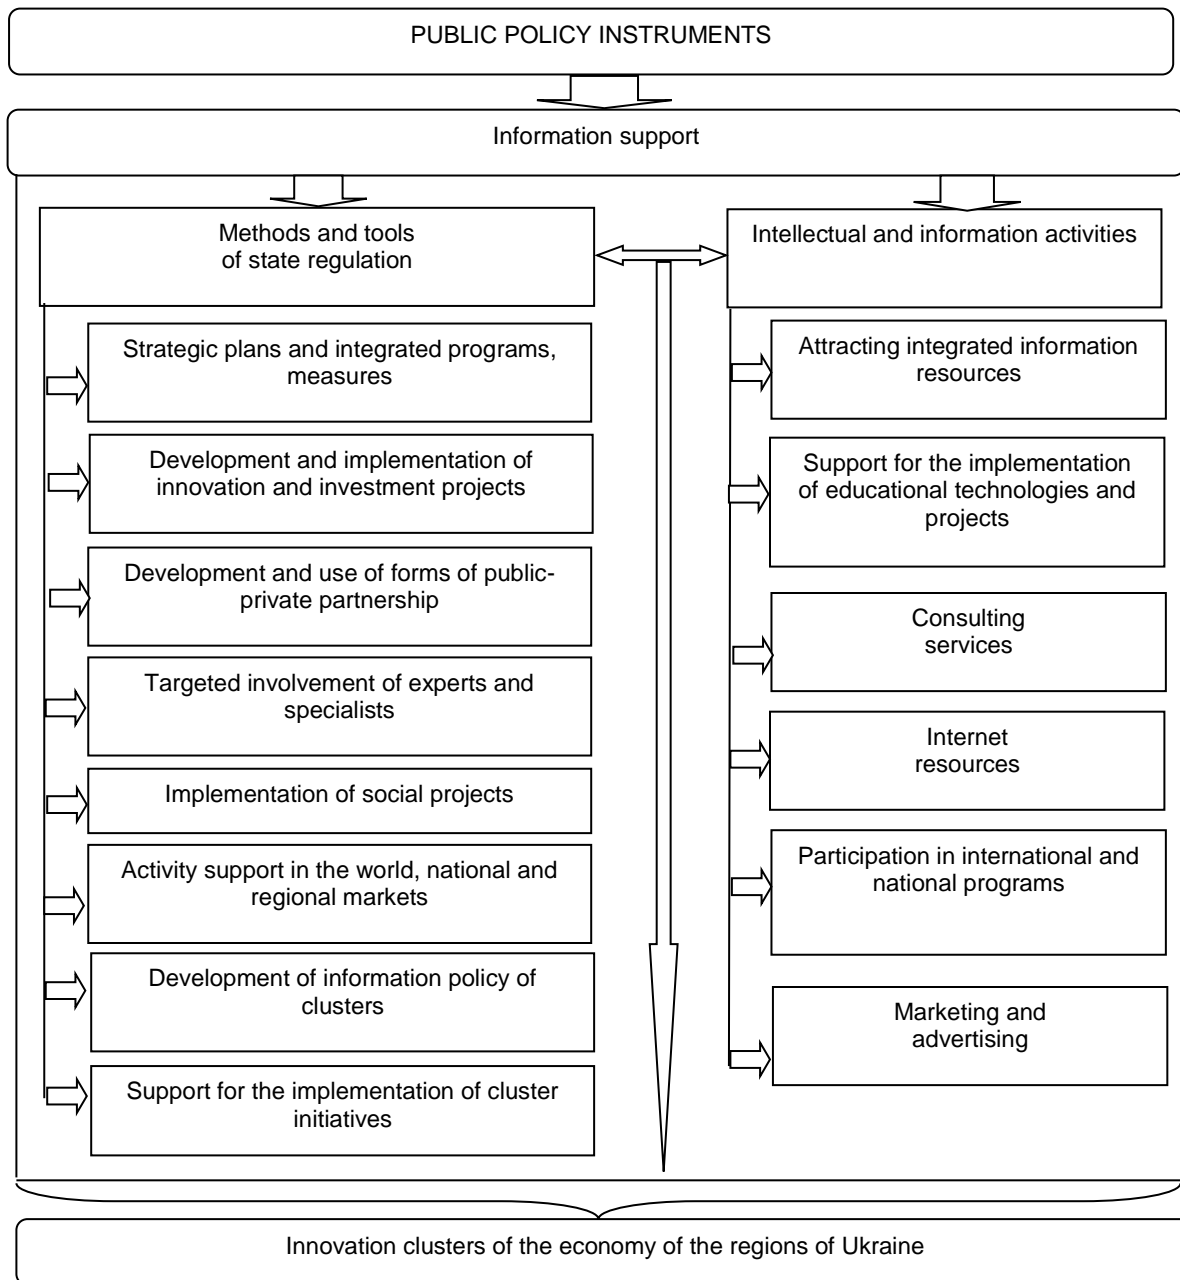 PUBLIC POLICY INSTRUMENTS
Information support
Methods and tools
of state regulation
Strategic plans and integrated programs,
measures
Development and implementation of
innovation and investment projects
Development and use of forms of public-
private partnership
Targeted involvement of experts and
specialists
Implementation of social projects
Activity support in the world, national and
regional markets
Development of information policy of
clusters
Support for the implementation of cluster
initiatives
Intellectual and information activities
Attracting integrated information
resources
Support for the implementation
of educational technologies and
projects
Consulting
services
Internet
resources
Participation in international and
national programs
Marketing and
advertising
Innovation clusters of the economy of the regions of Ukraine